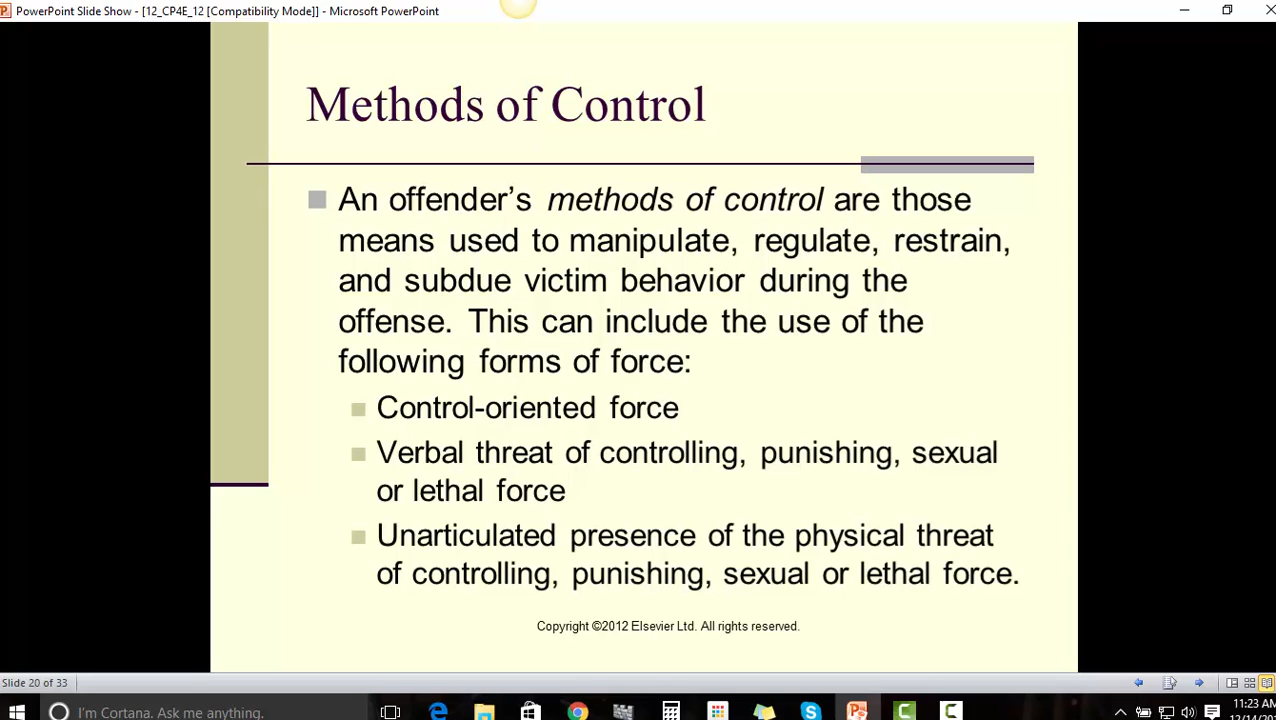 PowerPoint Slide Show - [12_CP4E_12 [Compatibility Mode]] - Microsoft PowerPoint
Methods of Control
An offender’s methods of control are those
means used to manipulate, regulate, restrain,
and subdue victim behavior during the
offense. This can include the use of the
following forms of force:
Control-oriented force
Verbal threat of controlling, punishing, sexual
or lethal force
Unarticulated presence of the physical threat
of controlling, punishing, sexual or lethal force.
Copyright ©2012 Elsevier Ltd. All rights reserved.
Slide 20 of 33
I'm Cortana. Ask me anything.
11:23 AM